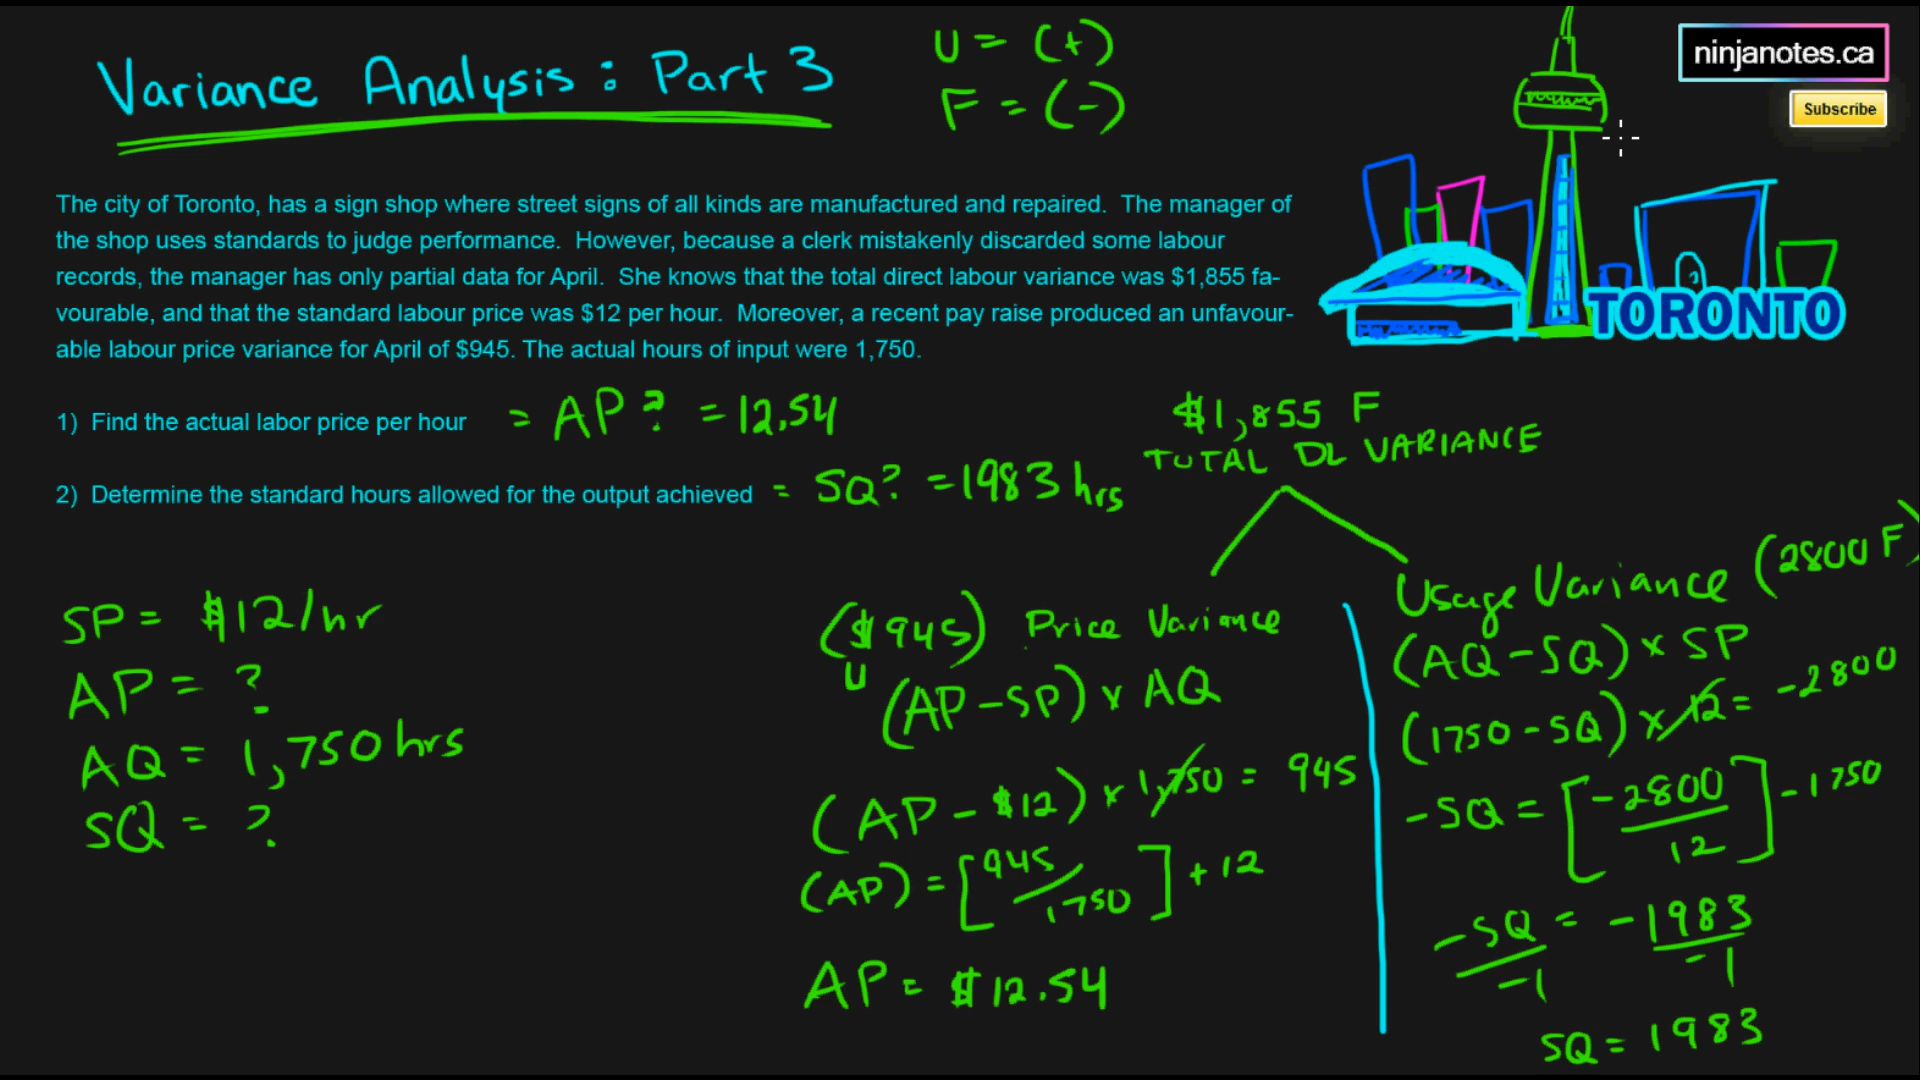 Variance Analysis: Part 3
U = (+)
F = (-)
ninjanotes.ca
Subscribe
The city of Toronto, has a sign shop where street signs of all kinds are manufactured and repaired. The manager of
the shop uses standards to judge performance. However, because a clerk mistakenly discarded some labour
records, the manager has only partial data for April. She knows that the total direct labour variance was $1,855 fa-
vourable, and that the standard labour price was $12 per hour. Moreover, a recent pay raise produced an unfavour-
able labour price variance for April of $945. The actual hours of input were 1,750.
TORONTO
1) Find the actual labor price per hour = AP? = 12.54
2) Determine the standard hours allowed for the output achieved = SQ? = 1983 hrs
$1,855 F
TOTAL DL VARIANCE
SP = $12/hr
AP = ?
AQ = 1,750 hrs
SQ = ?
($945) Price Variance
U
(AP - SP) x AQ
(AP - $12) x 1,750 = 945
(AP) = [945/1750] + 12
AP = $12.54
Usage Variance (2800 F)
(AQ - SQ) x SP
(1750 - SQ) x 12 = -2800
-SQ = [-2800/12] - 1750
-SQ = -1983
-1 -1
SQ = 1983